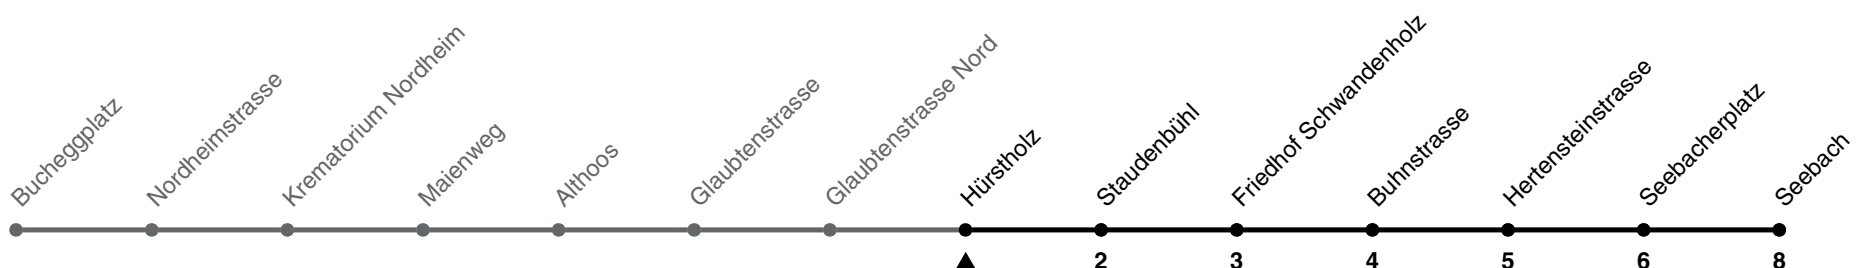 Bucheggplatz
Nordheimstrasse
Krematorium Nordheim
Maienweg
Althoos
Glaubtenstrasse
Glaubtenstrasse Nord
Hürstholz
Staudenbühl
Friedhof Schwandenholz
Buhnstrasse
Hertensteinstrasse
Seebacherplatz
Seebach
2 3 4 5 6 8